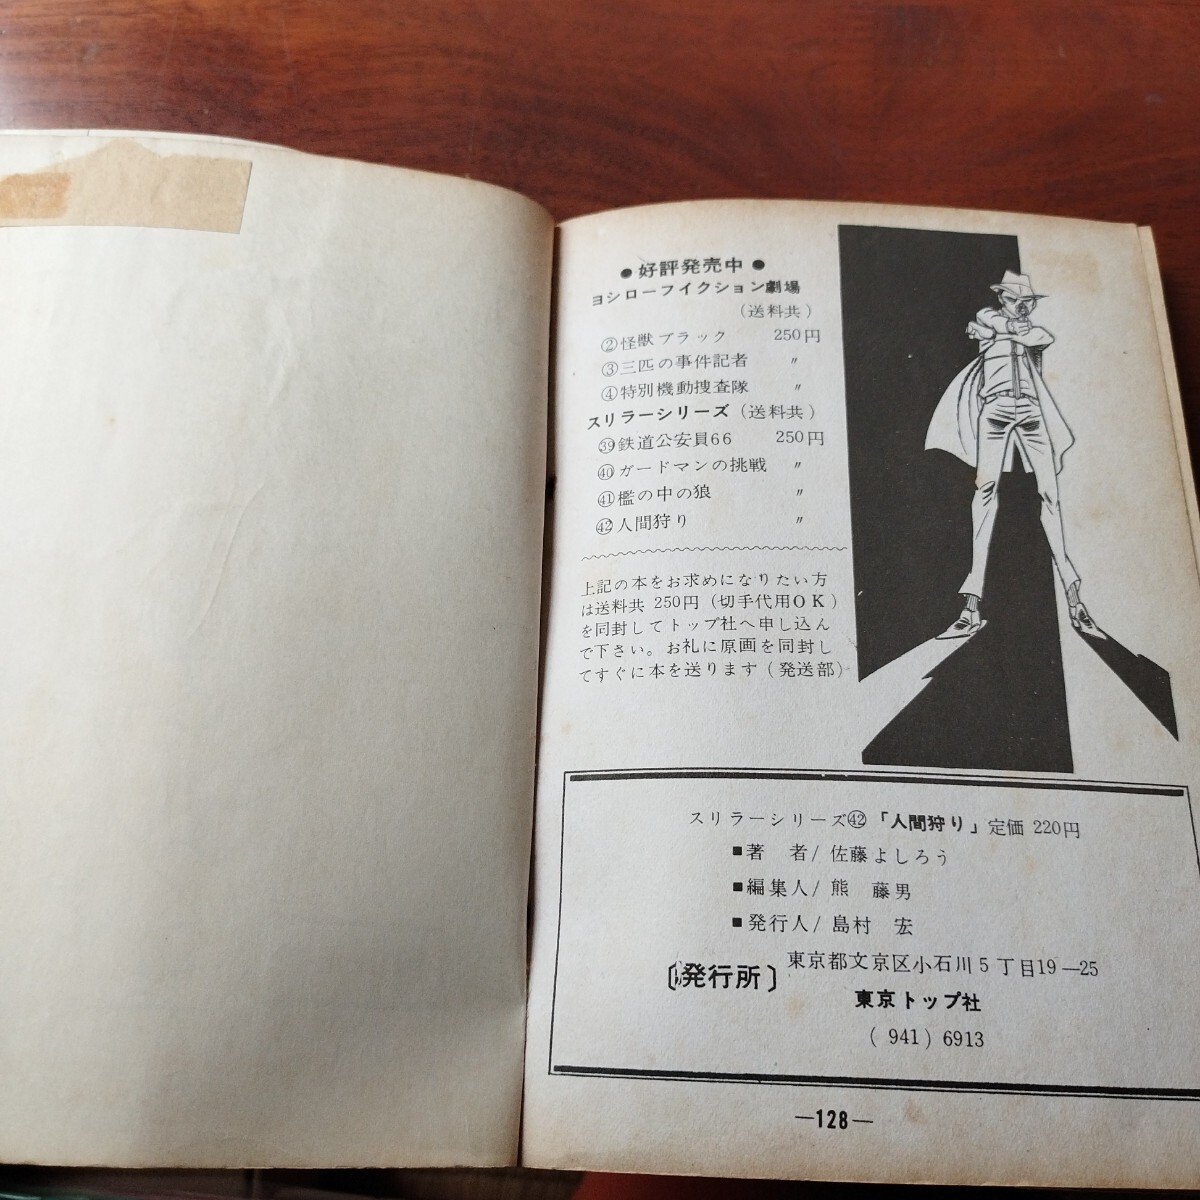 ●好評発売中●
ヨシローフイクション劇場
(送料共)
②怪獣ブラック 250円
③三匹の事件記者 〃
④特別機動捜査隊 〃
スリラーシリーズ(送料共)
㊴鉄道公安員66 250円
㊵ガードマンの挑戦 〃
㊶檻の中の狼 〃
㊷人間狩り 〃
上記の本をお求めになりたい方
は送料共 250円(切手代用OK)
を同封してトップ社へ申し込ん
で下さい。お礼に原画を同封し
てすぐに本を送ります(発送部)
スリラーシリーズ㊷「人間狩り」定価 220円
■著 者/佐藤よしろう
■編集人/熊 藤男
■発行人/島村 宏
〔発行所〕東京都文京区小石川5丁目19—25
東京トップ社
(941)6913
—128—